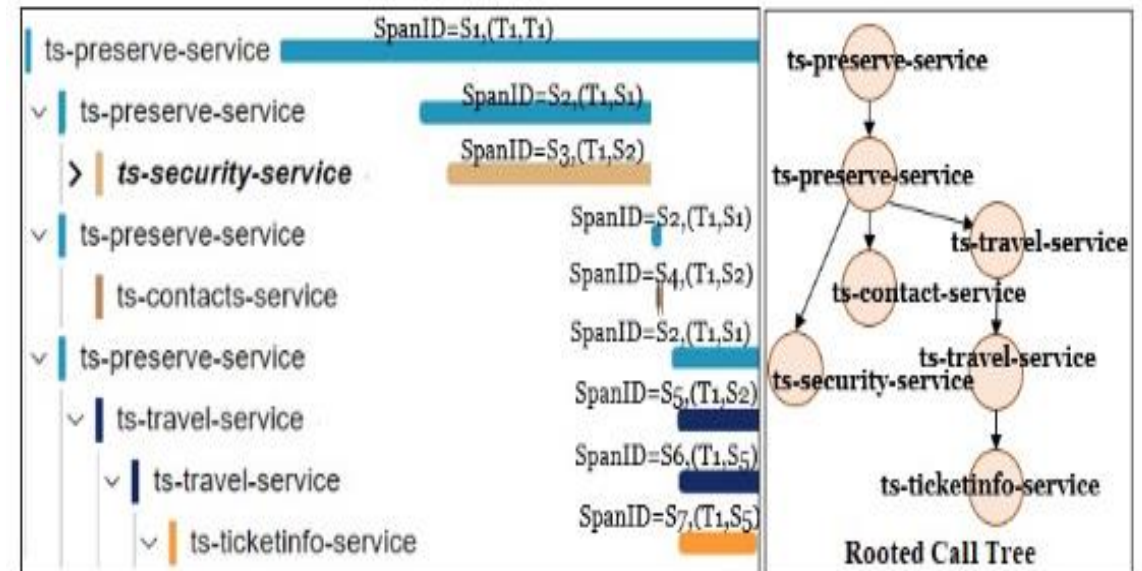 SpanID=S1,(T1,T1)
ts-preserve-service
SpanID=S2,(T1,S1)
ts-preserve-service
SpanID=S3,(T1,S2)
ts-security-service
SpanID=S2,(T1,S1)
ts-preserve-service
SpanID=S4,(T1,S2)
ts-contacts-service
SpanID=S2,(T1,S1)
ts-preserve-service
SpanID=S5,(T1,S2)
ts-travel-service
SpanID=S6,(T1,S5)
ts-travel-service
SpanID=S7,(T1,S5)
ts-ticketinfo-service
ts-preserve-service
ts-preserve-service
ts-travel-service
ts-contact-service
ts-travel-service
ts-security-service
ts-ticketinfo-service
Rooted Call Tree